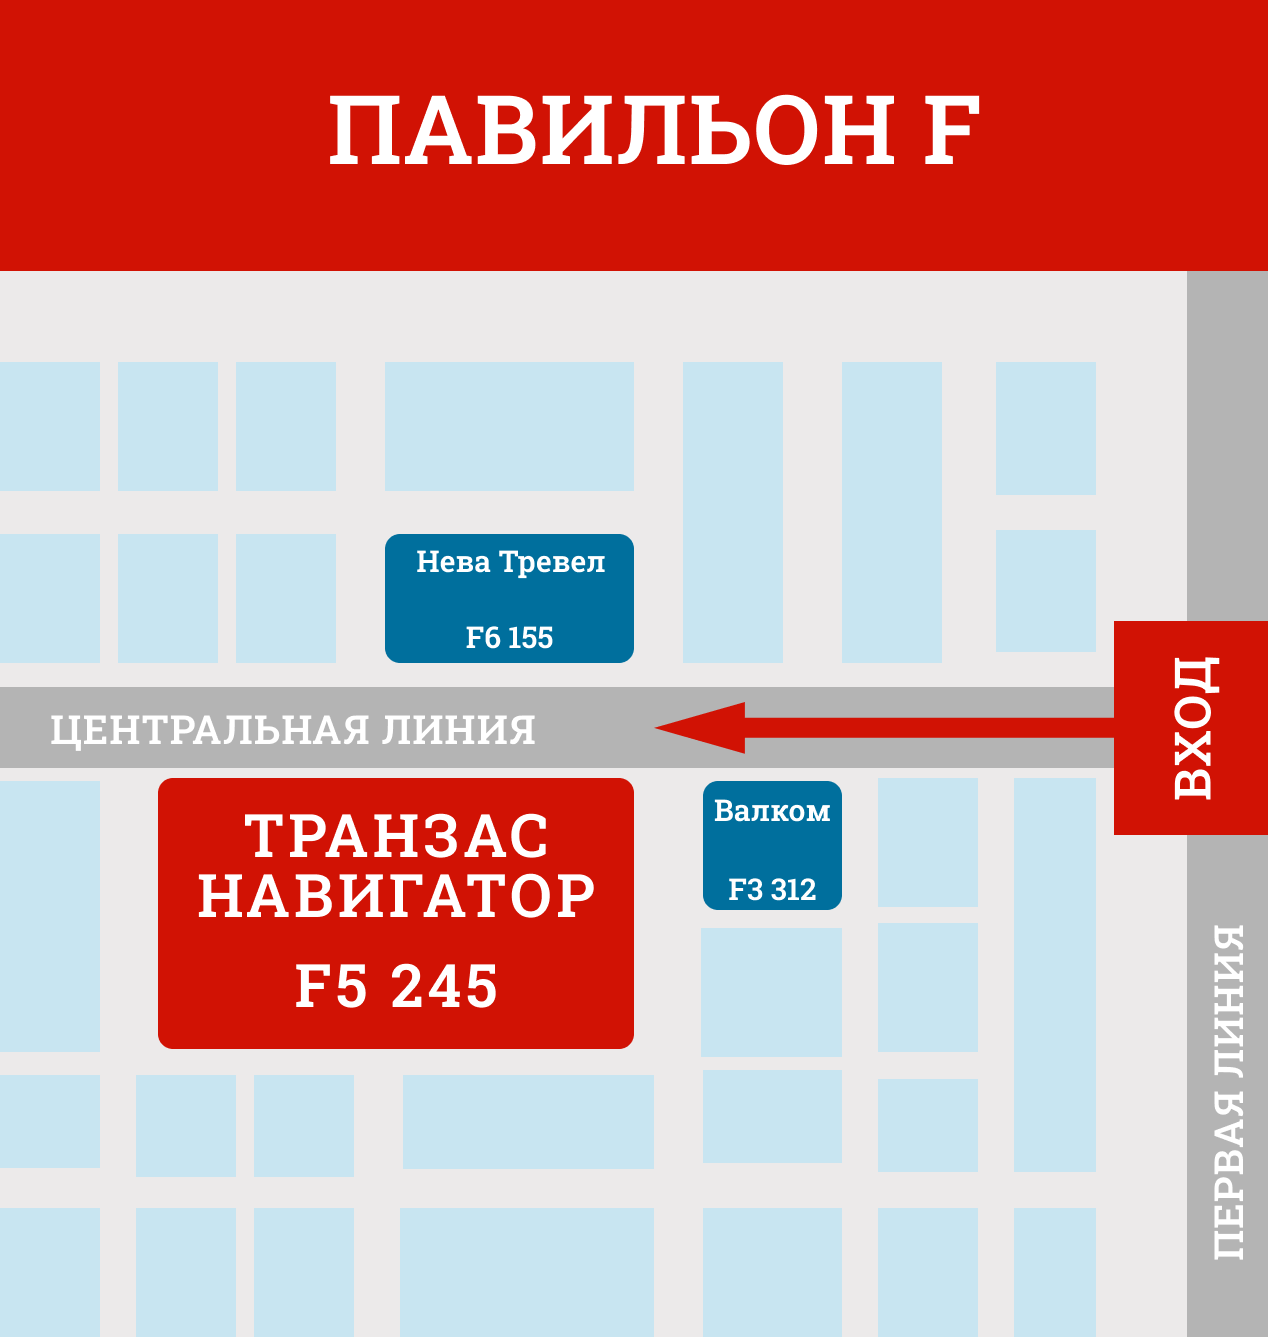 ПАВИЛЬОН F
Нева Тревел
F6 155
ВХОД
ЦЕНТРАЛЬНАЯ ЛИНИЯ
ТРАНЗАС
НАВИГАТОР
F5 245
Валком
F3 312
ПЕРВАЯ ЛИНИЯ